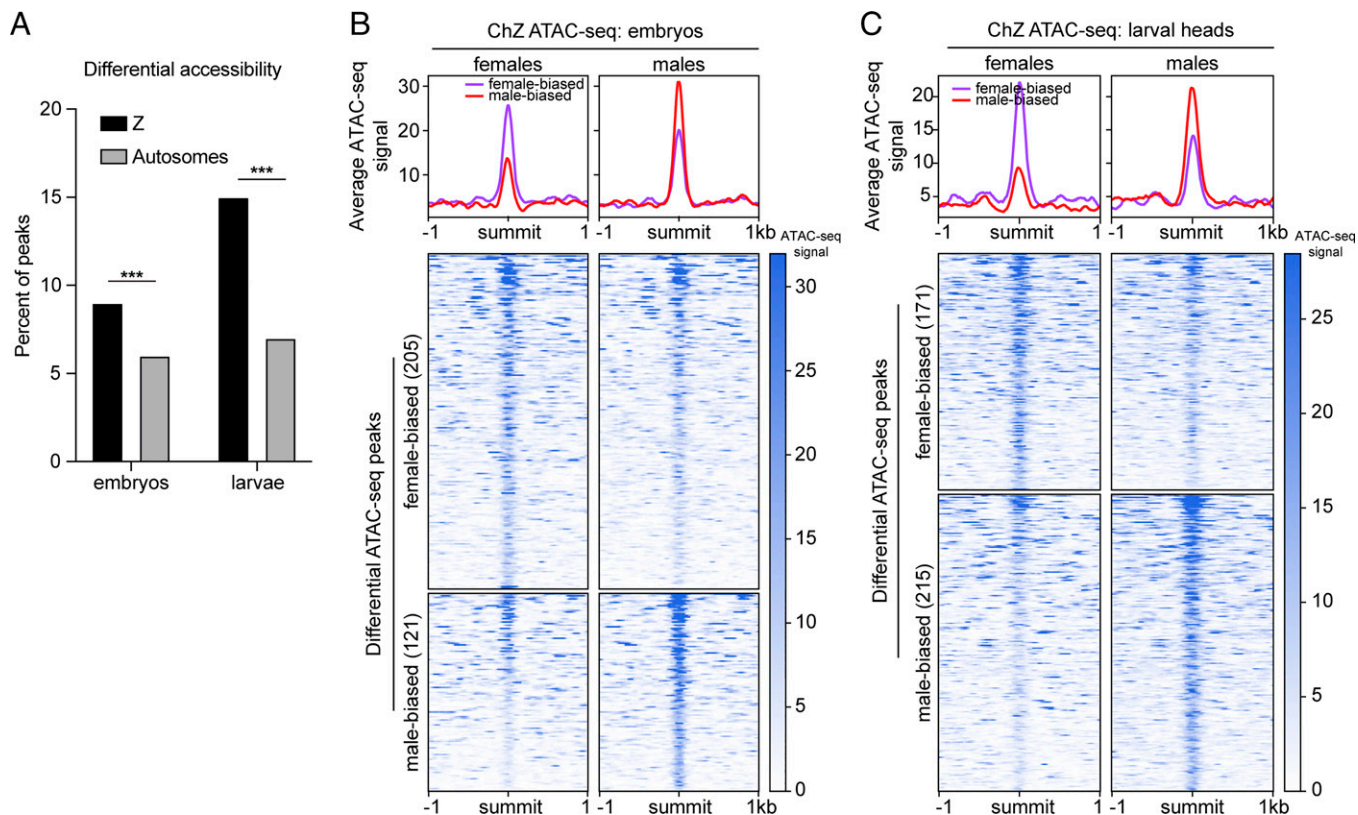 A
Differential accessibility
Z
Autosomes
Percent of peaks
20
15
10
5
0
***
***
embryos
larvae
B
ChZ ATAC-seq: embryos
females
males
Average ATAC-seq
signal
30
20
10
female-biased
male-biased
-1
summit
1
-1
summit
1kb
ATAC-seq
signal
Differential ATAC-seq peaks
female-biased (205)
male-biased (121)
30
25
20
15
10
5
0
-1
summit
1
-1
summit
1kb
C
ChZ ATAC-seq: larval heads
females
males
Average ATAC-seq
signal
20
15
10
5
female-biased
male-biased
-1
summit
1
-1
summit
1kb
ATAC-seq
signal
Differential ATAC-seq peaks
female-biased (171)
male-biased (215)
25
20
15
10
5
0
-1
summit
1
-1
summit
1kb